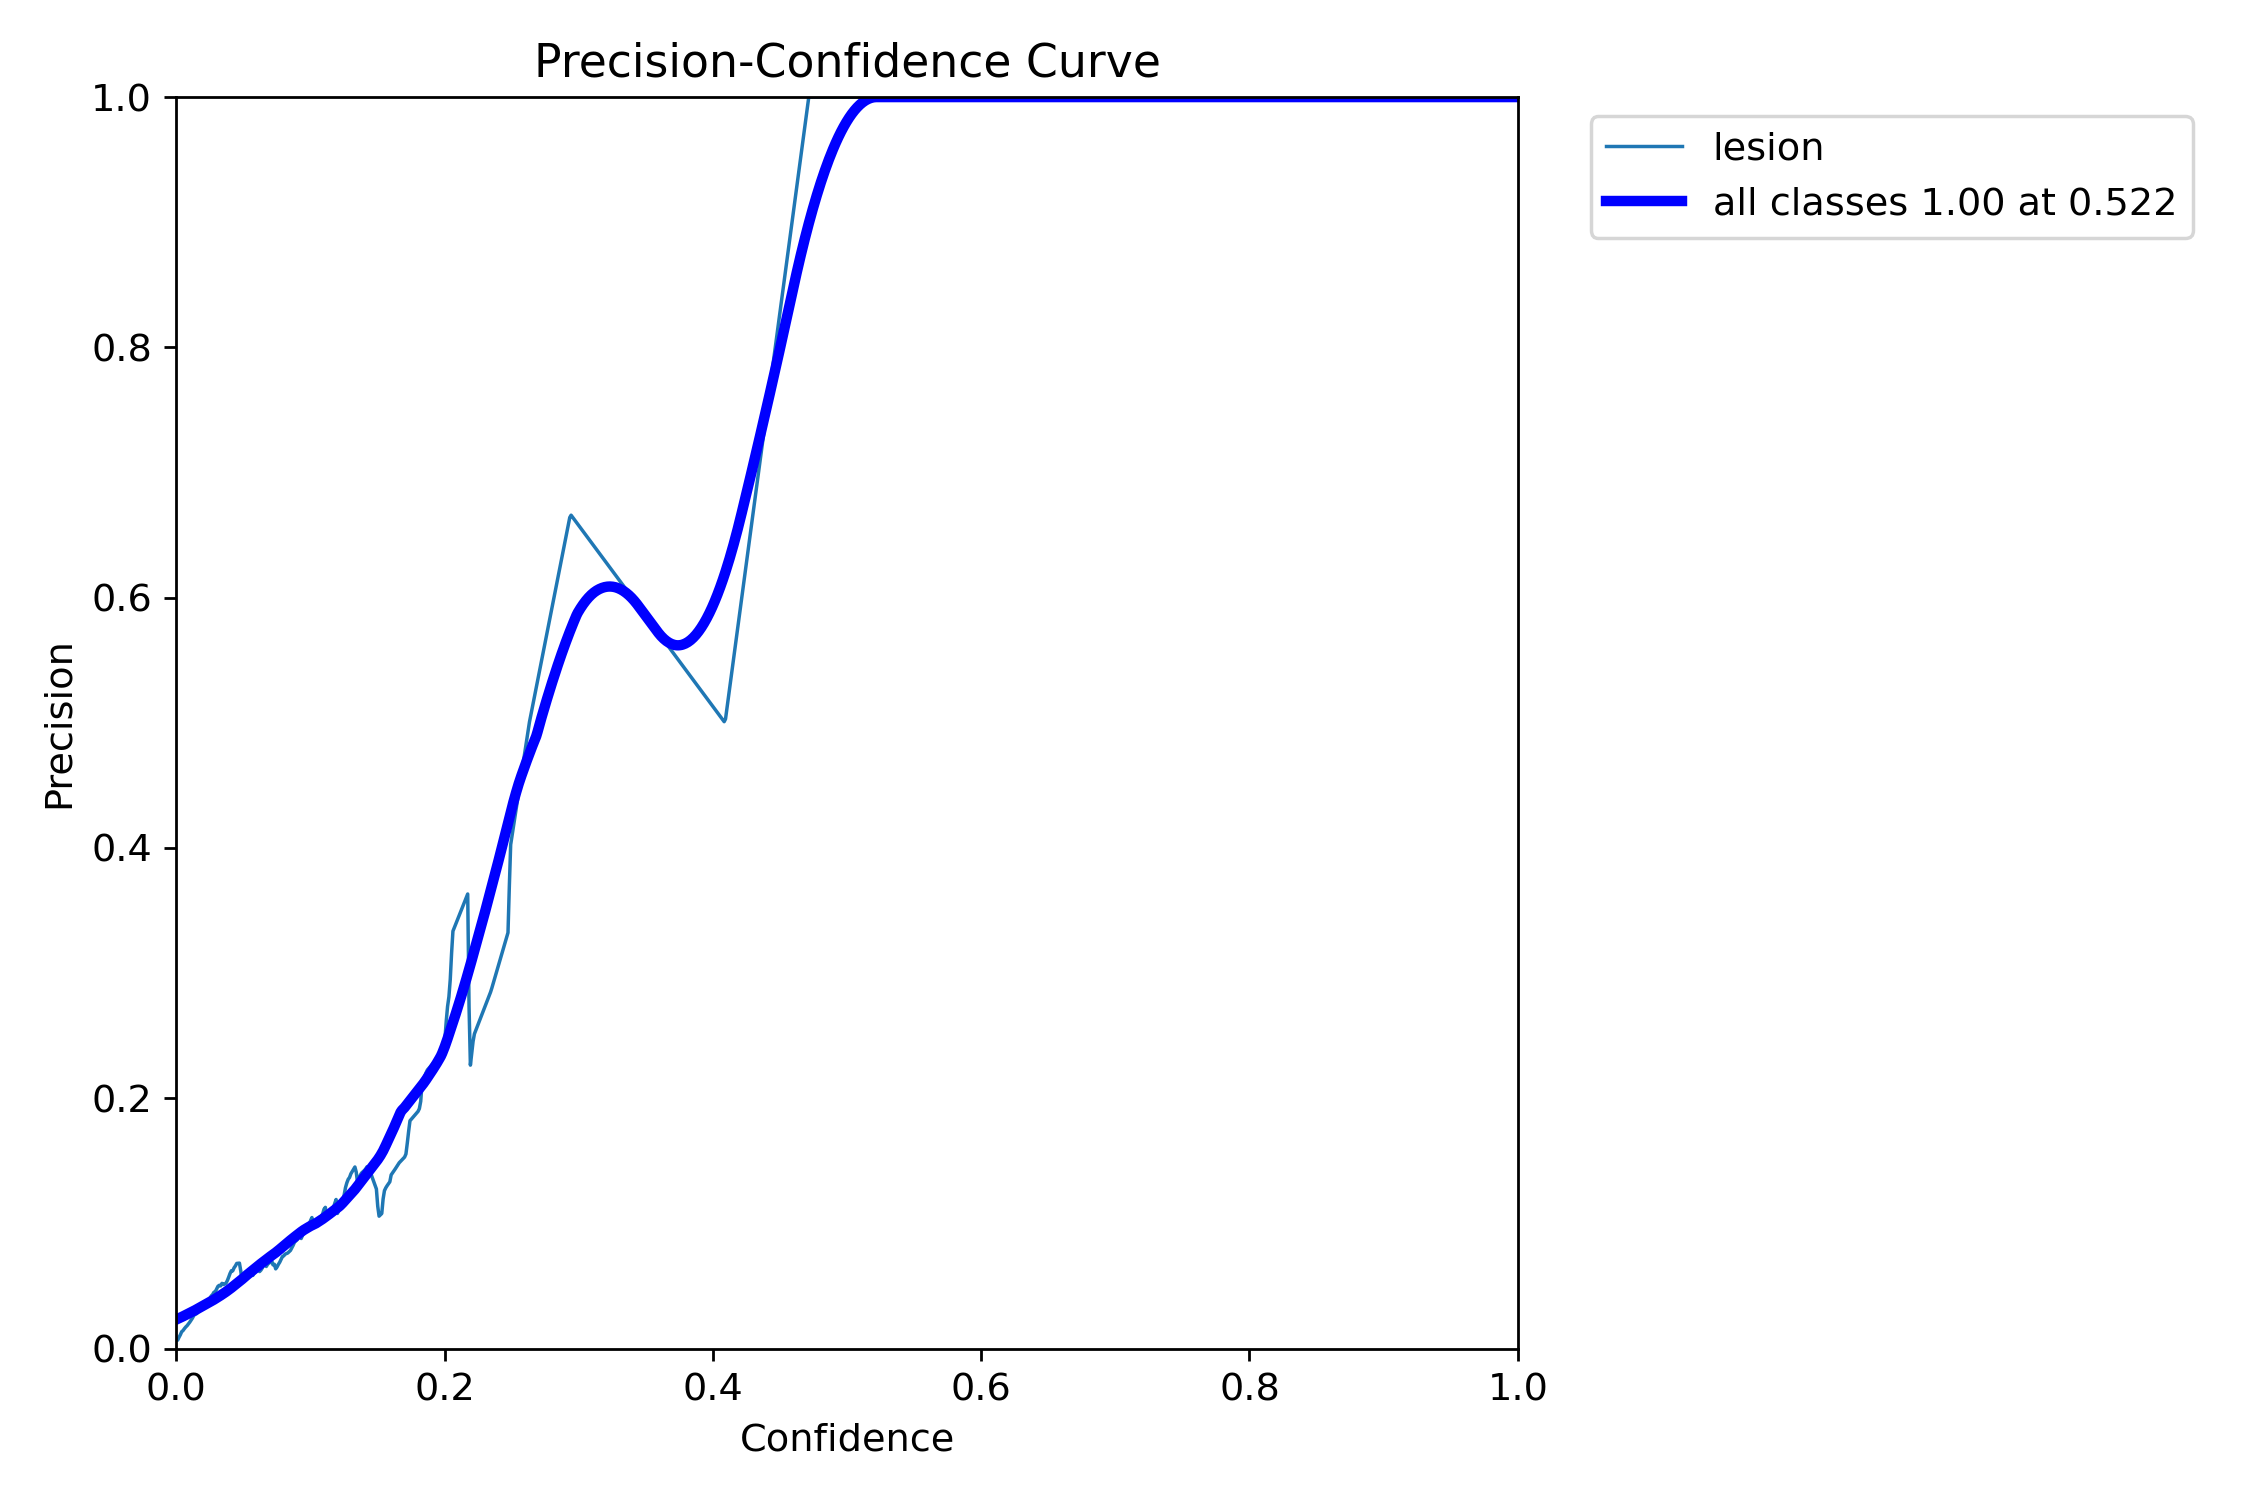 Precision-Confidence Curve
lesion
all classes 1.00 at 0.522
Precision
1.0
0.8
0.6
0.4
0.2
0.0
0.0 0.2 0.4 0.6 0.8 1.0
Confidence